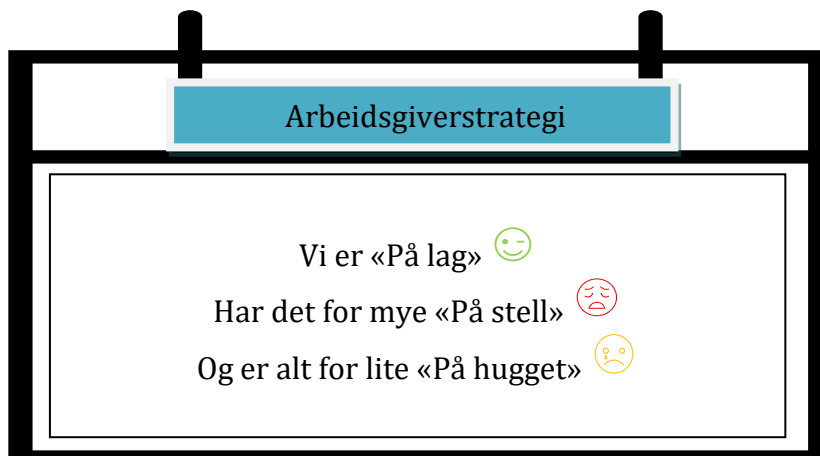 Arbeidsgiverstrategi
Vi er «På lag»
Har det for mye «På stell»
Og er alt for lite «På hugget»